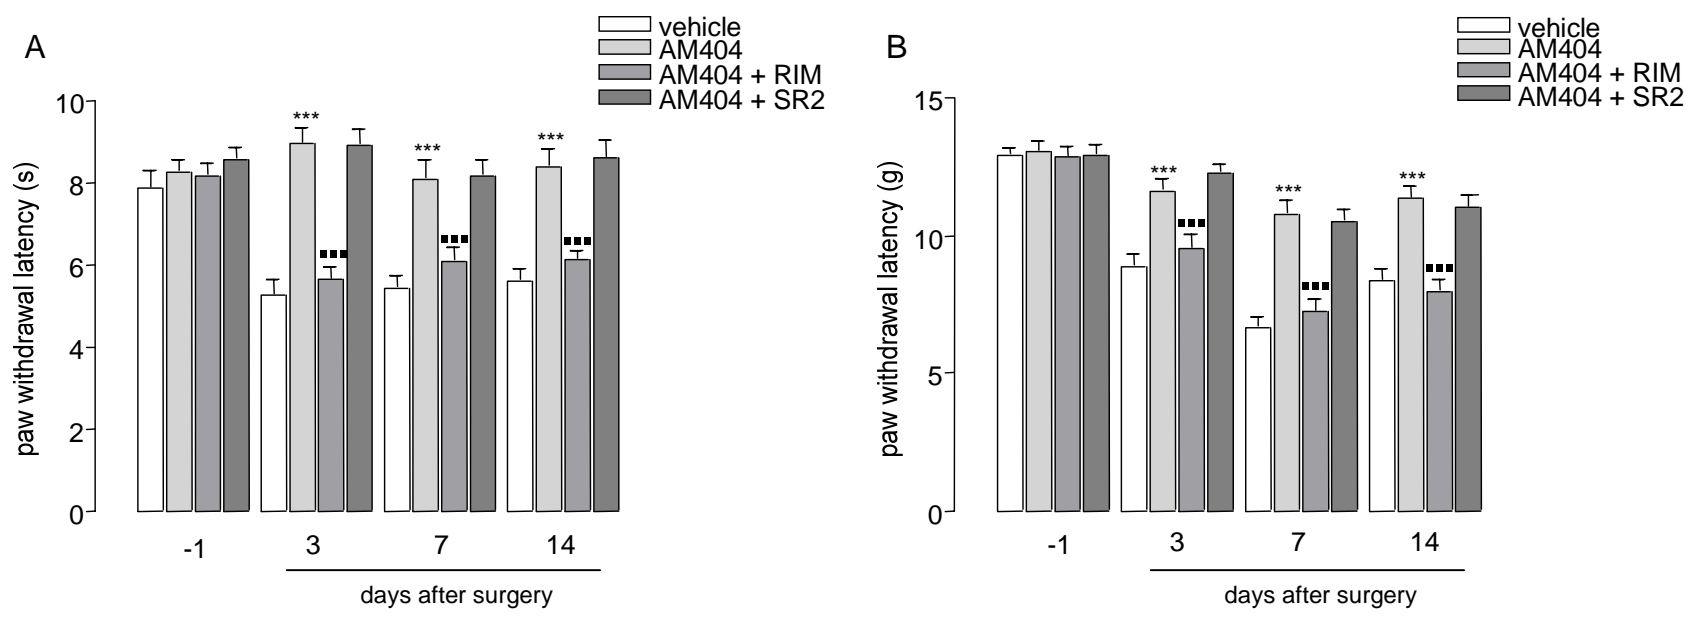 A
vehicle
AM404
AM404 + RIM
AM404 + SR2
paw withdrawal latency (s)
10
8
6
4
2
0
***
***
***
-1
3
7
14
days after surgery
B
vehicle
AM404
AM404 + RIM
AM404 + SR2
paw withdrawal latency (g)
15
10
5
0
***
***
***
-1
3
7
14
days after surgery